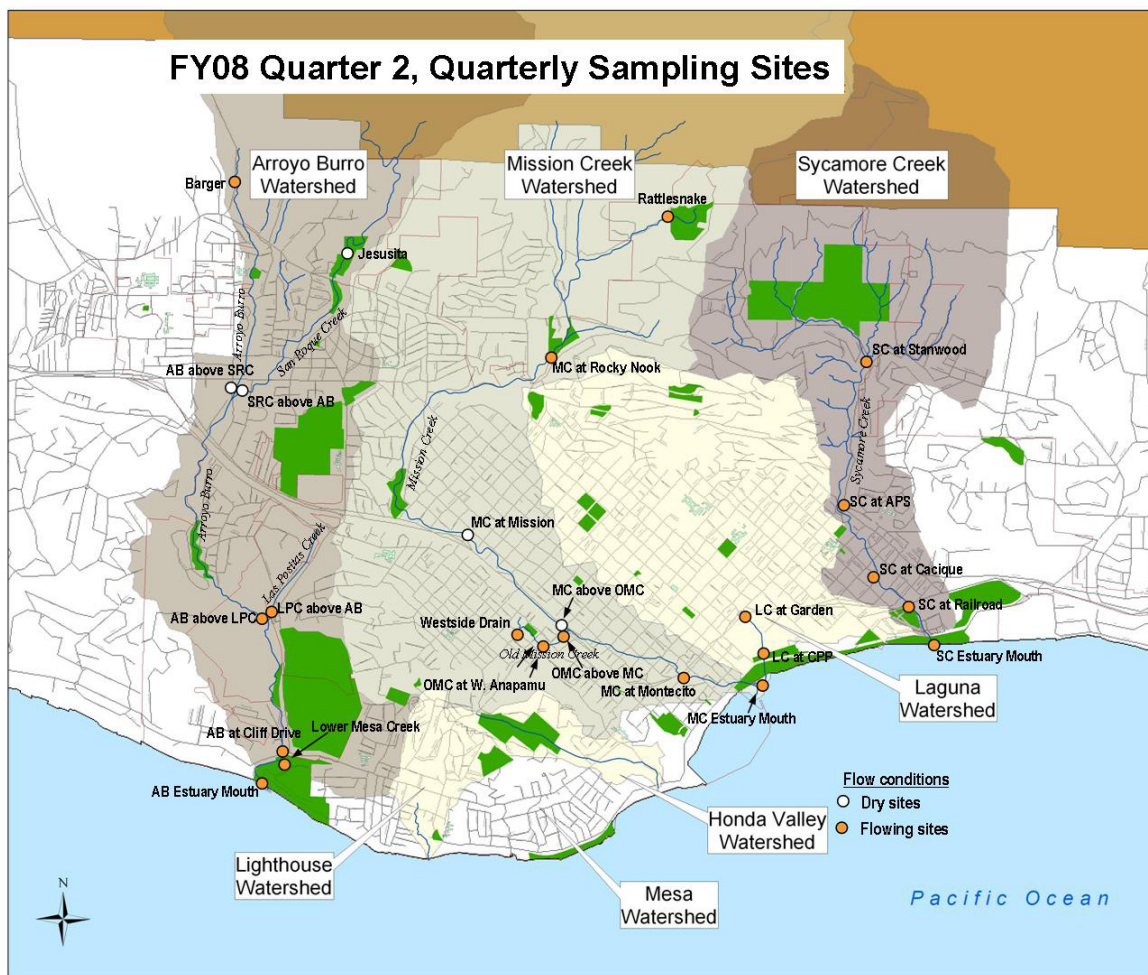 FY08 Quarter 2, Quarterly Sampling Sites
Arroyo Burro
Watershed
Mission Creek
Watershed
Sycamore Creek
Watershed
Barger
Rattlesnake
Jesusita
Arroyo Burro
San Roque Creek
AB above SRC
SRC above AB
MC at Rocky Nook
SC at Stanwood
Mission Creek
Sycamore Creek
Arroyo Burro
SC at APS
MC at Mission
Las Positas Creek
SC at Cacique
MC above OMC
LPC above AB
AB above LPC
Westside Drain
LC at Garden
SC at Railroad
Old Mission Creek
OMC above MC
LC at CPP
SC Estuary Mouth
OMC at W. Anapamu
MC at Montecito
Laguna
Watershed
MC Estuary Mouth
AB at Cliff Drive
Lower Mesa Creek
AB Estuary Mouth
Flow conditions
Dry sites
Flowing sites
Honda Valley
Watershed
Lighthouse
Watershed
Mesa
Watershed
N
Pacific Ocean